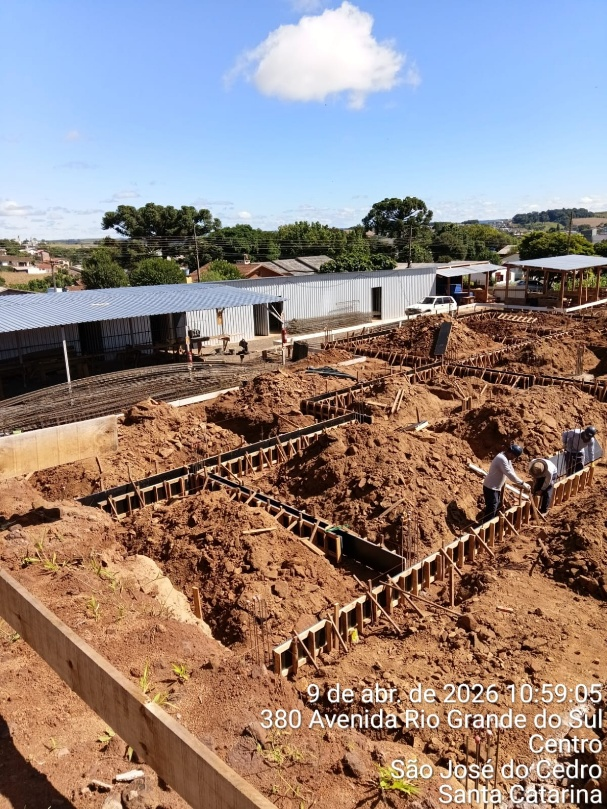 9 de abr. de 2026 10:59:05
380 Avenida Rio Grande do Sul
Centro
São José do Cedro
Santa Catarina